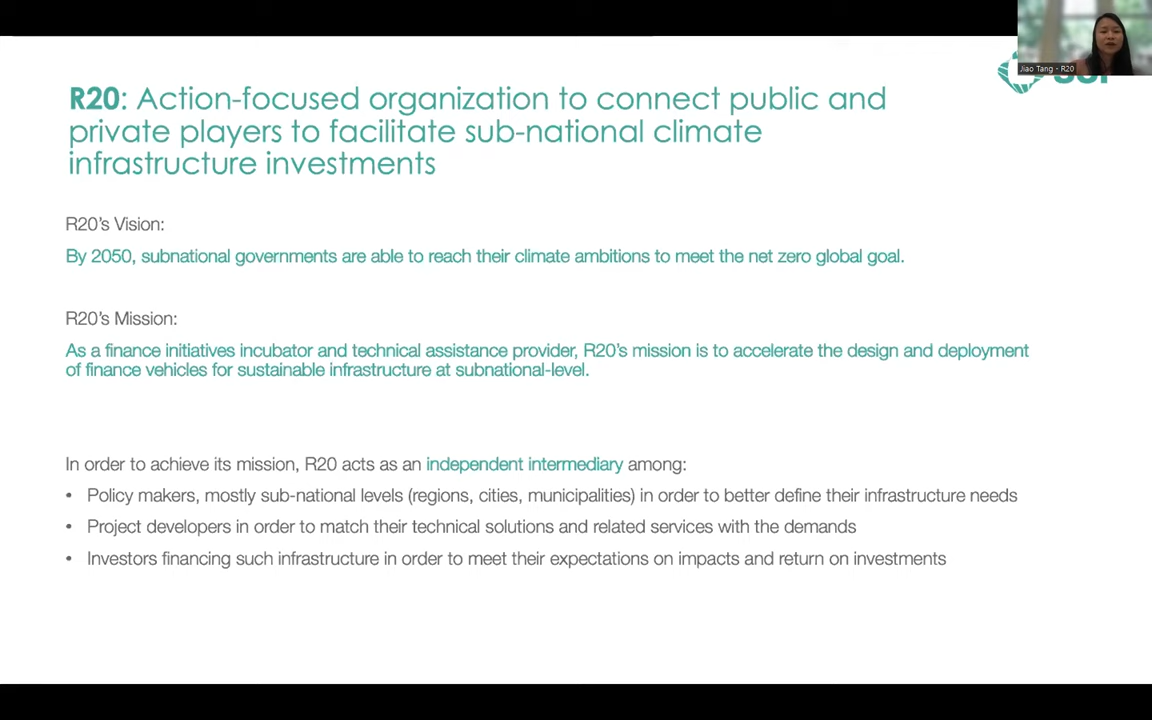 Jiao Tang - R20
R20: Action-focused organization to connect public and
private players to facilitate sub-national climate
infrastructure investments
R20's Vision:
By 2050, subnational governments are able to reach their climate ambitions to meet the net zero global goal.
R20's Mission:
As a finance initiatives incubator and technical assistance provider, R20's mission is to accelerate the design and deployment
of finance vehicles for sustainable infrastructure at subnational-level.
In order to achieve its mission, R20 acts as an independent intermediary among:
• Policy makers, mostly sub-national levels (regions, cities, municipalities) in order to better define their infrastructure needs
• Project developers in order to match their technical solutions and related services with the demands
• Investors financing such infrastructure in order to meet their expectations on impacts and return on investments